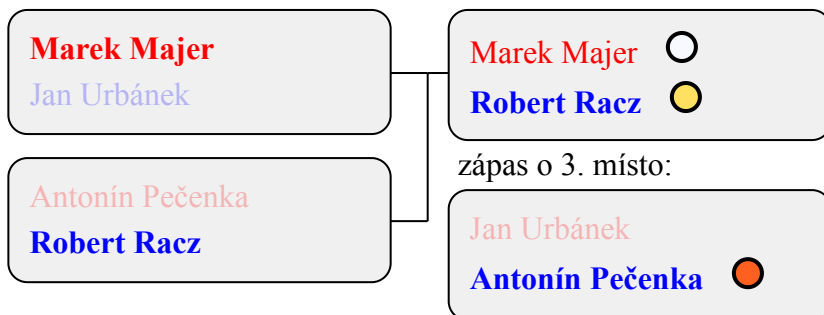 Marek Majer
Jan Urbánek
Antonín Pečenka
Robert Racz
Marek Majer
Robert Racz
zápas o 3. místo:
Jan Urbánek
Antonín Pečenka